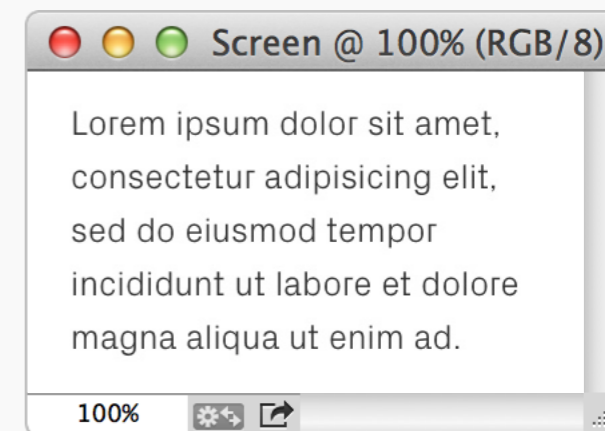 Screen @ 100% (RGB/8)
Lorem ipsum dolor sit amet,
consectetur adipisicing elit,
sed do eiusmod tempor
incididunt ut labore et dolore
magna aliqua ut enim ad.
100%